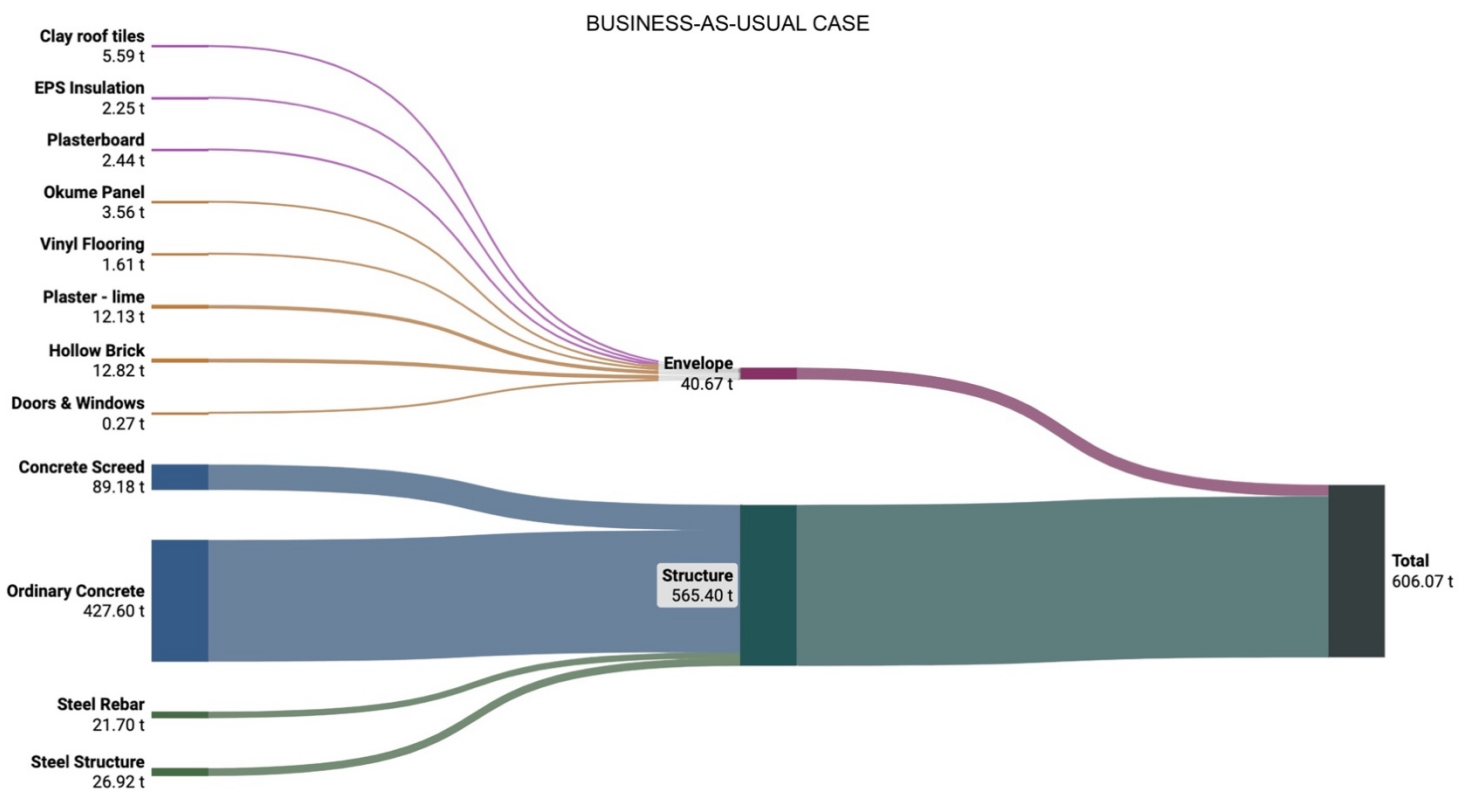 BUSINESS-AS-USUAL CASE
Clay roof tiles
5.59 t
EPS Insulation
2.25 t
Plasterboard
2.44 t
Okume Panel
3.56 t
Vinyl Flooring
1.61 t
Plaster - lime
12.13 t
Hollow Brick
12.82 t
Doors & Windows
0.27 t
Concrete Screed
89.18 t
Ordinary Concrete
427.60 t
Steel Rebar
21.70 t
Steel Structure
26.92 t
Envelope
40.67 t
Structure
565.40 t
Total
606.07 t